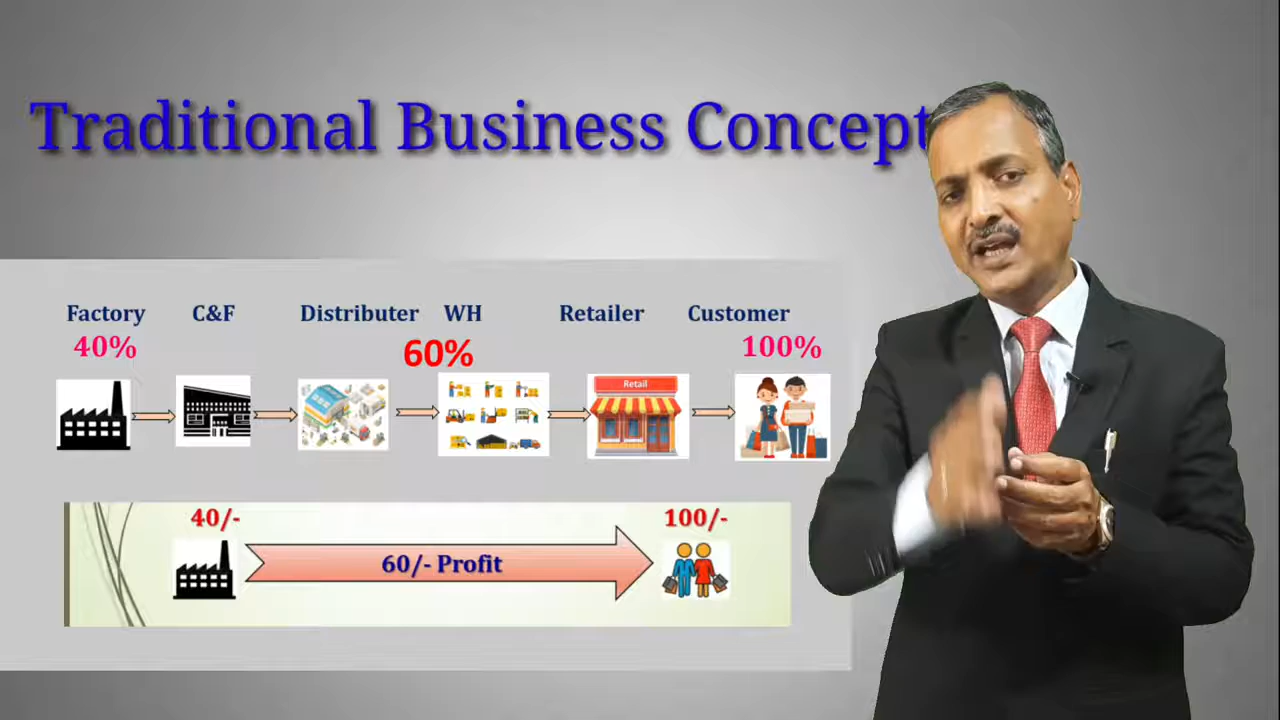 Traditional Business Concept
Factory C&F Distributer WH Retailer Customer
40% 60% 100%
Retail
40/- 100/-
60/- Profit